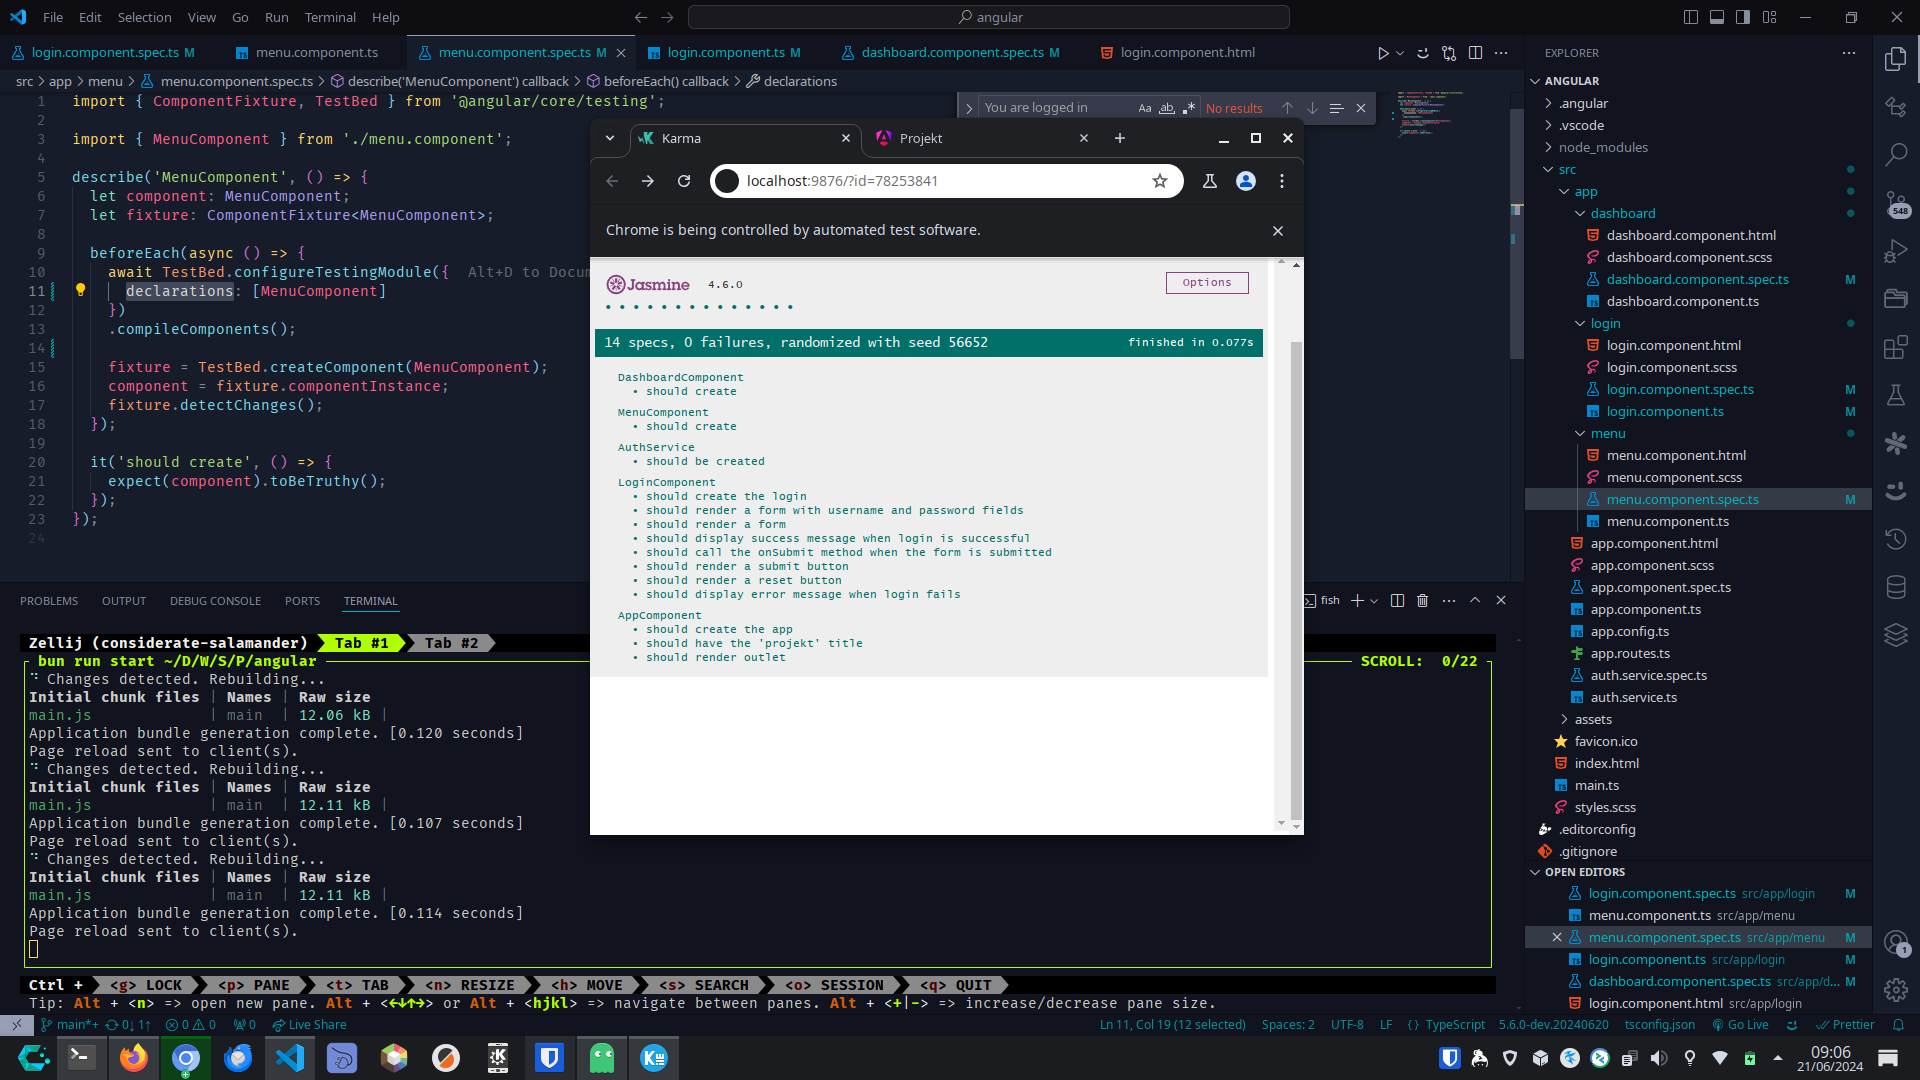 File Edit Selection View Go Run Terminal Help
angular
login.component.spec.ts M
menu.component.ts
menu.component.spec.ts M
login.component.ts M
dashboard.component.spec.ts M
login.component.html
src > app > menu > menu.component.spec.ts > describe('MenuComponent') callback > beforeEach() callback > declarations
1 import { ComponentFixture, TestBed } from '@angular/core/testing';
2
3 import { MenuComponent } from './menu.component';
4
5 describe('MenuComponent', () => {
6 let component: MenuComponent;
7 let fixture: ComponentFixture<MenuComponent>;
8
9 beforeEach(async () => {
10 await TestBed.configureTestingModule({ Alt+D to Docum
11 declarations: [MenuComponent]
12 })
13 .compileComponents();
14
15 fixture = TestBed.createComponent(MenuComponent);
16 component = fixture.componentInstance;
17 fixture.detectChanges();
18 });
19
20 it('should create', () => {
21 expect(component).toBeTruthy();
22 });
23 });
24
You are logged in
Aa ab No results
Karma
Projekt
localhost:9876/?id=78253841
Chrome is being controlled by automated test software.
Jasmine 4.6.0
Options
14 specs, 0 failures, randomized with seed 56652
finished in 0.077s
DashboardComponent
• should create
MenuComponent
• should create
AuthService
• should be created
LoginComponent
• should create the login
• should render a form with username and password fields
• should render a form
• should display success message when login is successful
• should call the onSubmit method when the form is submitted
• should render a submit button
• should render a reset button
• should display error message when login fails
AppComponent
• should create the app
• should have the 'projekt' title
• should render outlet
PROBLEMS OUTPUT DEBUG CONSOLE PORTS TERMINAL
fish
Zellij (considerate-salamander) Tab #1 Tab #2
bun run start ~/D/W/S/P/angular
SCROLL: 0/22
Changes detected. Rebuilding...
Initial chunk files | Names | Raw size
main.js | main | 12.06 kB |
Application bundle generation complete. [0.120 seconds]
Page reload sent to client(s).
Changes detected. Rebuilding...
Initial chunk files | Names | Raw size
main.js | main | 12.11 kB |
Application bundle generation complete. [0.107 seconds]
Page reload sent to client(s).
Changes detected. Rebuilding...
Initial chunk files | Names | Raw size
main.js | main | 12.11 kB |
Application bundle generation complete. [0.114 seconds]
Page reload sent to client(s).
Ctrl + <g> LOCK <p> PANE <t> TAB <n> RESIZE <h> MOVE <s> SEARCH <o> SESSION <q> QUIT
Tip: Alt + <n> => open new pane. Alt + <←↓↑→> or Alt + <hjkl> => navigate between panes. Alt + <+|-> => increase/decrease pane size.
EXPLORER
ANGULAR
.angular
.vscode
node_modules
src
app
dashboard
dashboard.component.html
dashboard.component.scss
dashboard.component.spec.ts M
dashboard.component.ts
login
login.component.html
login.component.scss
login.component.spec.ts M
login.component.ts M
menu
menu.component.html
menu.component.scss
menu.component.spec.ts M
menu.component.ts
app.component.html
app.component.scss
app.component.spec.ts
app.component.ts
app.config.ts
app.routes.ts
auth.service.spec.ts
auth.service.ts
assets
favicon.ico
index.html
main.ts
styles.scss
.editorconfig
.gitignore
OPEN EDITORS
login.component.spec.ts src/app/login M
menu.component.ts src/app/menu
menu.component.spec.ts src/app/menu M
login.component.ts src/app/login M
dashboard.component.spec.ts src/app/d... M
login.component.html src/app/login
548
1
main*+ 0↓ 1↑ 0 0 0 Live Share
Ln 11, Col 19 (12 selected) Spaces: 2 UTF-8 LF { } TypeScript 5.6.0-dev.20240620 tsconfig.json Go Live Prettier
09:06
21/06/2024